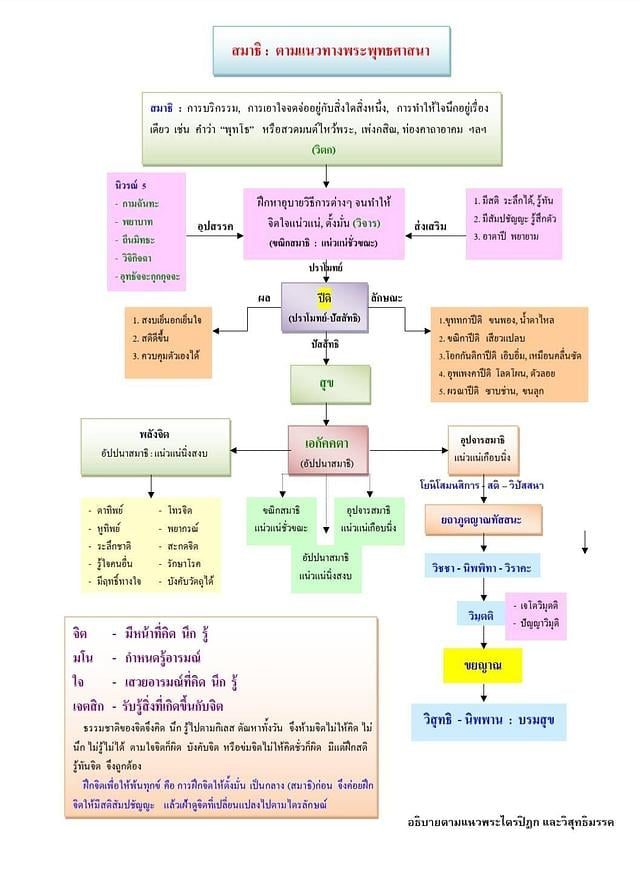 สมาธิ : ตามแนวทางพระพุทธศาสนา
สมาธิ : การบริกรรม, การเอาใจจดจ่ออยู่กับสิ่งใดสิ่งหนึ่ง, การทำให้ใจนึกอยู่เรื่อง
เดียว เช่น คำว่า “พุทโธ” หรือสวดมนต์ไหว้พระ, เพ่งกสิณ, ท่องคาถาอาคม ฯลฯ
(วิตก)
นิวรณ์ 5
- กามฉันทะ
- พยาบาท
- ถีนมิทธะ
- วิจิกิจฉา
- อุทธัจจะกุกกุจจะ
อุปสรรค
ฝึกหาอุบายวิธีการต่างๆ จนทำให้
จิตใจแน่วแน่, ตั้งมั่น (วิจาร)
(ขณิกสมาธิ : แน่วแน่ชั่วขณะ)
ส่งเสริม
1. มีสติ ระลึกได้, รู้ทัน
2. มีสัมปชัญญะ รู้สึกตัว
3. อาตาปี พยายาม
ปราโมทย์
ผล
ปีติ
(ปราโมทย์-ปัสสัทธิ)
ลักษณะ
1. สงบเย็นอกเย็นใจ
2. สติดีขึ้น
3. ควบคุมตัวเองได้
1.ขุททกาปีติ ขนพอง, น้ำตาไหล
2. ขณิกาปีติ เสียวแปลบ
3.โอกกันติกาปีติ เอิบอิ่ม, เหมือนคลื่นซัด
4. อุพเพงคาปีติ โลดโผน, ตัวลอย
5. ผรณาปีติ ซาบซ่าน, ขนลุก
ปัสสัทธิ
สุข
พลังจิต
อัปปนาสมาธิ : แน่วแน่นิ่งสงบ
เอกัคคตา
(อัปปนาสมาธิ)
อุปจารสมาธิ
แน่วแน่เกือบนิ่ง
โยนิโสมนสิการ - สติ – วิปัสสนา
- ตาทิพย์
- หูทิพย์
- ระลึกชาติ
- รู้ใจคนอื่น
- มีฤทธิ์ทางใจ
- โทรจิต
- พยากรณ์
- สะกดจิต
- รักษาโรค
- บังคับวัตถุได้
ขณิกสมาธิ
แน่วแน่ชั่วขณะ
อุปจารสมาธิ
แน่วแน่เกือบนิ่ง
อัปปนาสมาธิ
แน่วแน่นิ่งสงบ
ยถาภูตญาณทัสสนะ
วิชชา - นิพพิทา - วิราคะ
วิมุตติ
- เจโตวิมุตติ
- ปัญญาวิมุติ
ขยญาณ
วิสุทธิ - นิพพาน : บรมสุข
จิต - มีหน้าที่คิด นึก รู้
มโน - กำหนดรู้อารมณ์
ใจ - เสวยอารมณ์ที่คิด นึก รู้
เจตสิก - รับรู้สิ่งที่เกิดขึ้นกับจิต
ธรรมชาติของจิตจึงคิด นึก รู้ไปตามกิเลส ตัณหาทั้งวัน จึงห้ามจิตไม่ให้คิด ไม่
นึก ไม่รู้ไม่ได้ ตามใจจิตก็ผิด บังคับจิต หรือข่มจิตไม่ให้คิดชั่วก็ผิด มีแต่ฝึกสติ
รู้ทันจิต จึงถูกต้อง
ฝึกจิตเพื่อให้พ้นทุกข์ คือ การฝึกจิตให้ตั้งมั่น เป็นกลาง (สมาธิ)ก่อน จึงค่อยฝึก
จิตให้มีสติสัมปชัญญะ แล้วเฝ้าดูจิตที่เปลี่ยนแปลงไปตามไตรลักษณ์
อธิบายตามแนวพระไตรปิฎก และวิสุทธิมรรค